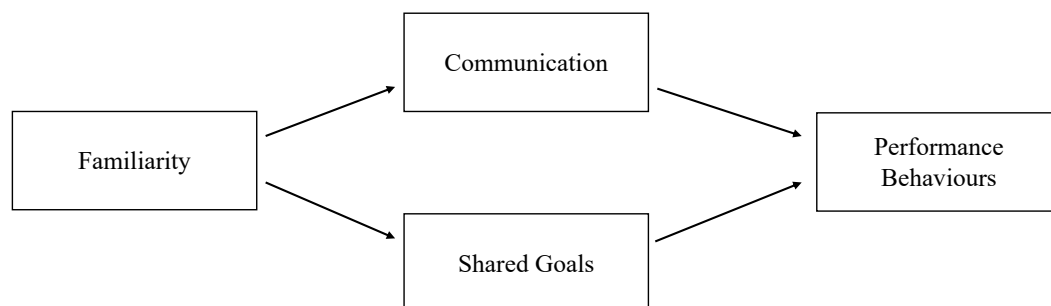 Communication
Familiarity
Performance
Behaviours
Shared Goals